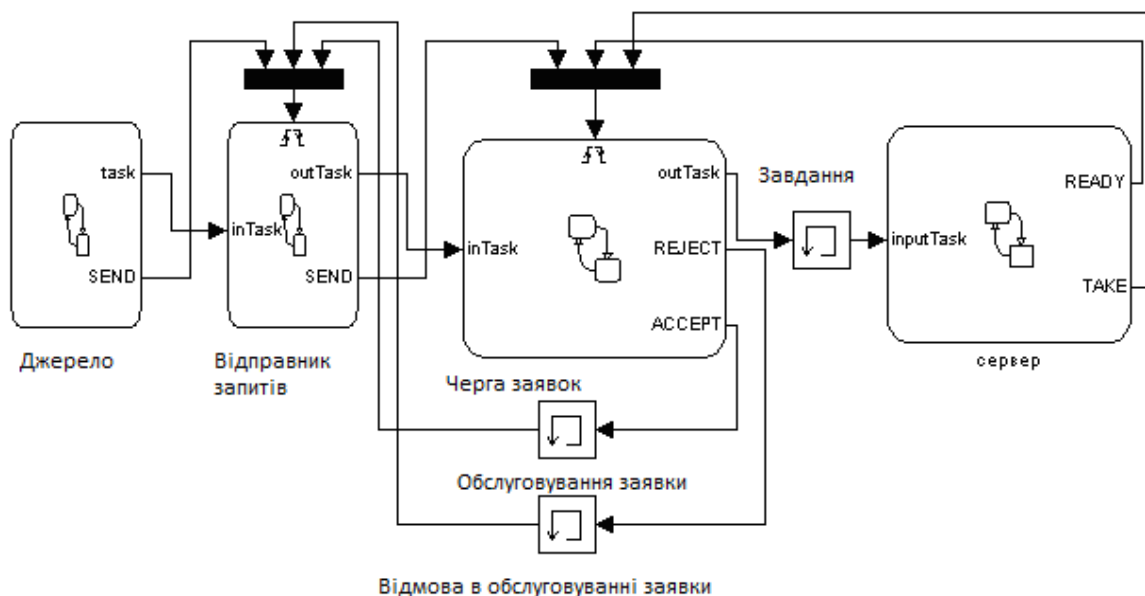 task
SEND
Джерело
inTask
outTask
SEND
Відправник
запитів
inTask
outTask
REJECT
ACCEPT
Черга заявок
Завдання
inputTask
READY
TAKE
сервер
Обслуговування заявки
Відмова в обслуговуванні заявки